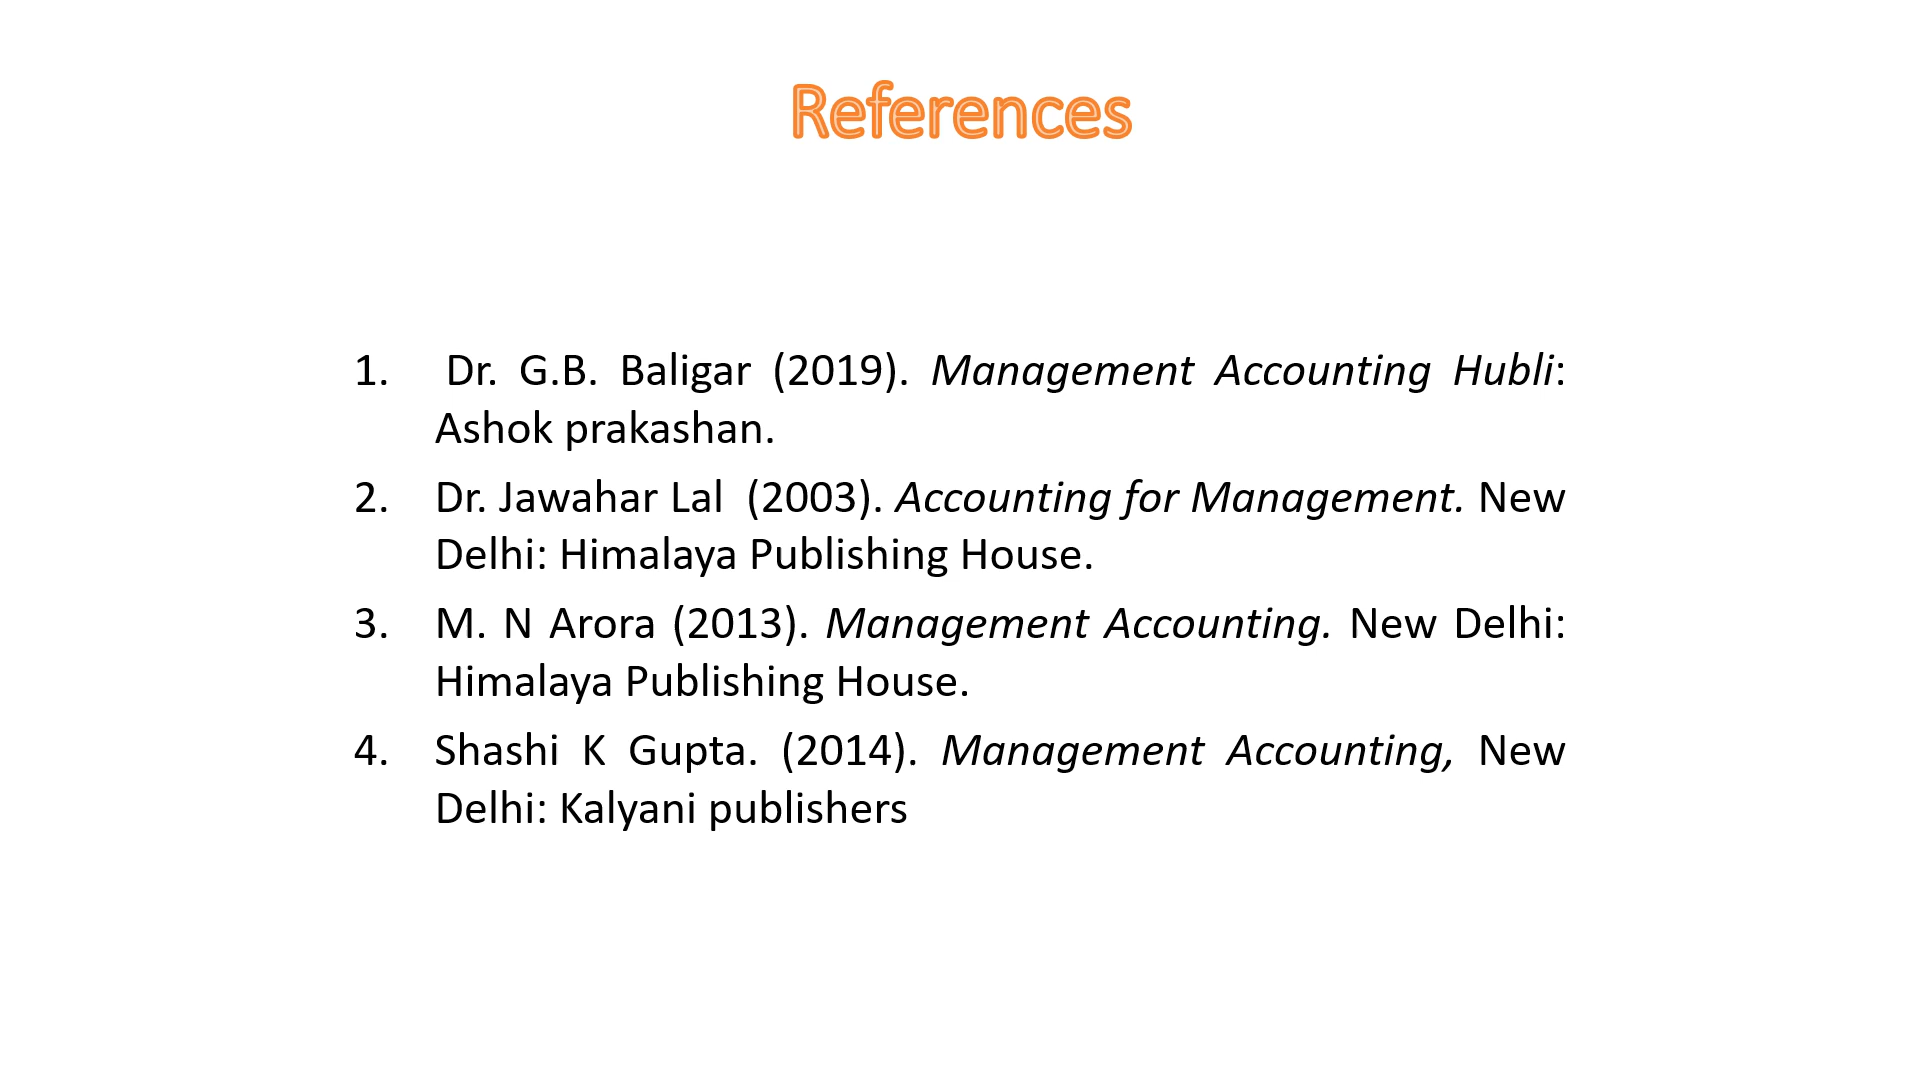 References
1. Dr. G.B. Baligar (2019). Management Accounting Hubli:
Ashok prakashan.
2. Dr. Jawahar Lal (2003). Accounting for Management. New
Delhi: Himalaya Publishing House.
3. M. N Arora (2013). Management Accounting. New Delhi:
Himalaya Publishing House.
4. Shashi K Gupta. (2014). Management Accounting, New
Delhi: Kalyani publishers